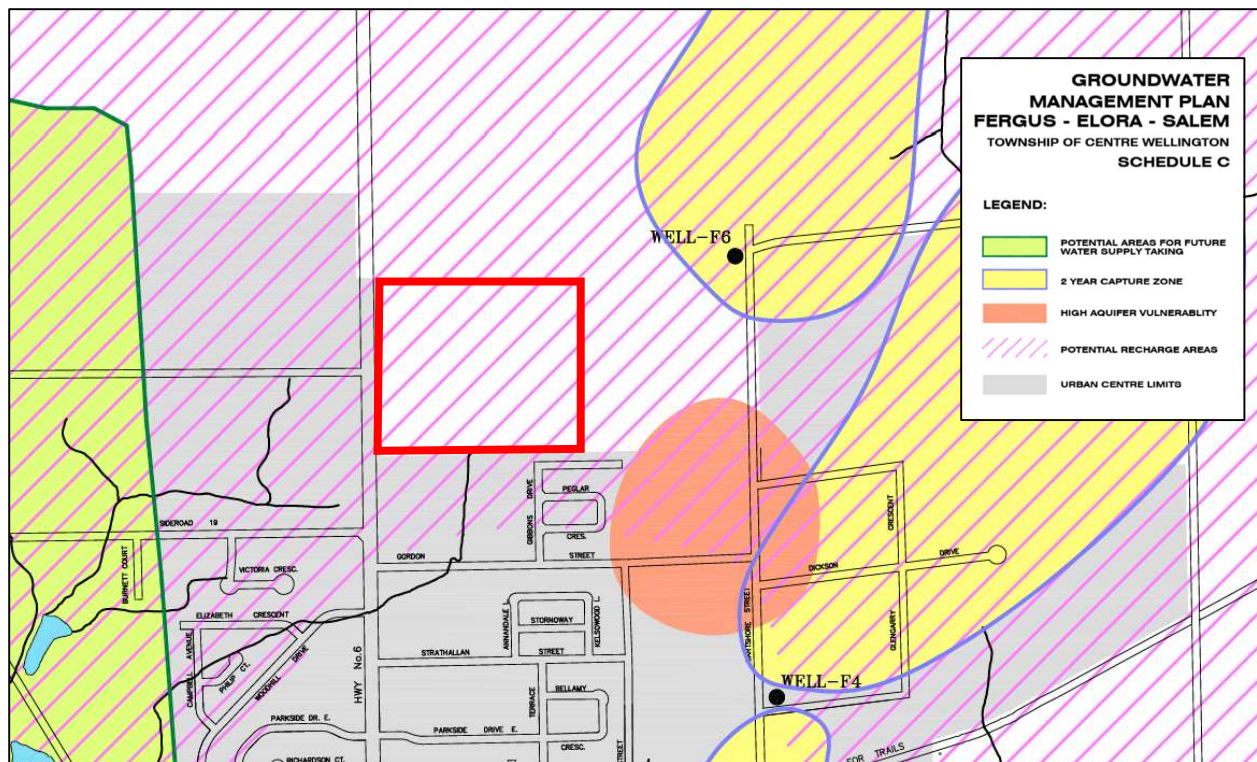 GROUNDWATER
MANAGEMENT PLAN
FERGUS - ELORA - SALEM
TOWNSHIP OF CENTRE WELLINGTON
SCHEDULE C
LEGEND:
POTENTIAL AREAS FOR FUTURE
WATER SUPPLY TAKING
2 YEAR CAPTURE ZONE
HIGH AQUIFER VULNERABLITY
POTENTIAL RECHARGE AREAS
URBAN CENTRE LIMITS
WELL-F6
PEGLAR
GIBBONS DRIVE
CRES.
SIDEROAD 19
GORDON STREET
BURNETT COURT
VICTORIA CRESC.
DICKSON DRIVE
CRESCENT
GLENGARRY
ELIZABETH CRESCENT
CAMPBELL AVENUE
PHILIP CT.
WOODHILL DRIVE
HWY No.6
ANNANDALE L.
STORNOWAY
KELSOWOOD L.
STRATHALLAN STREET
STREET
WELL-F4
BELLAMY
TERRACE
CRESC.
PARKSIDE DR. E.
PARKSIDE DRIVE E.
STREET
RICHARDSON CT.
FOR TRAILS